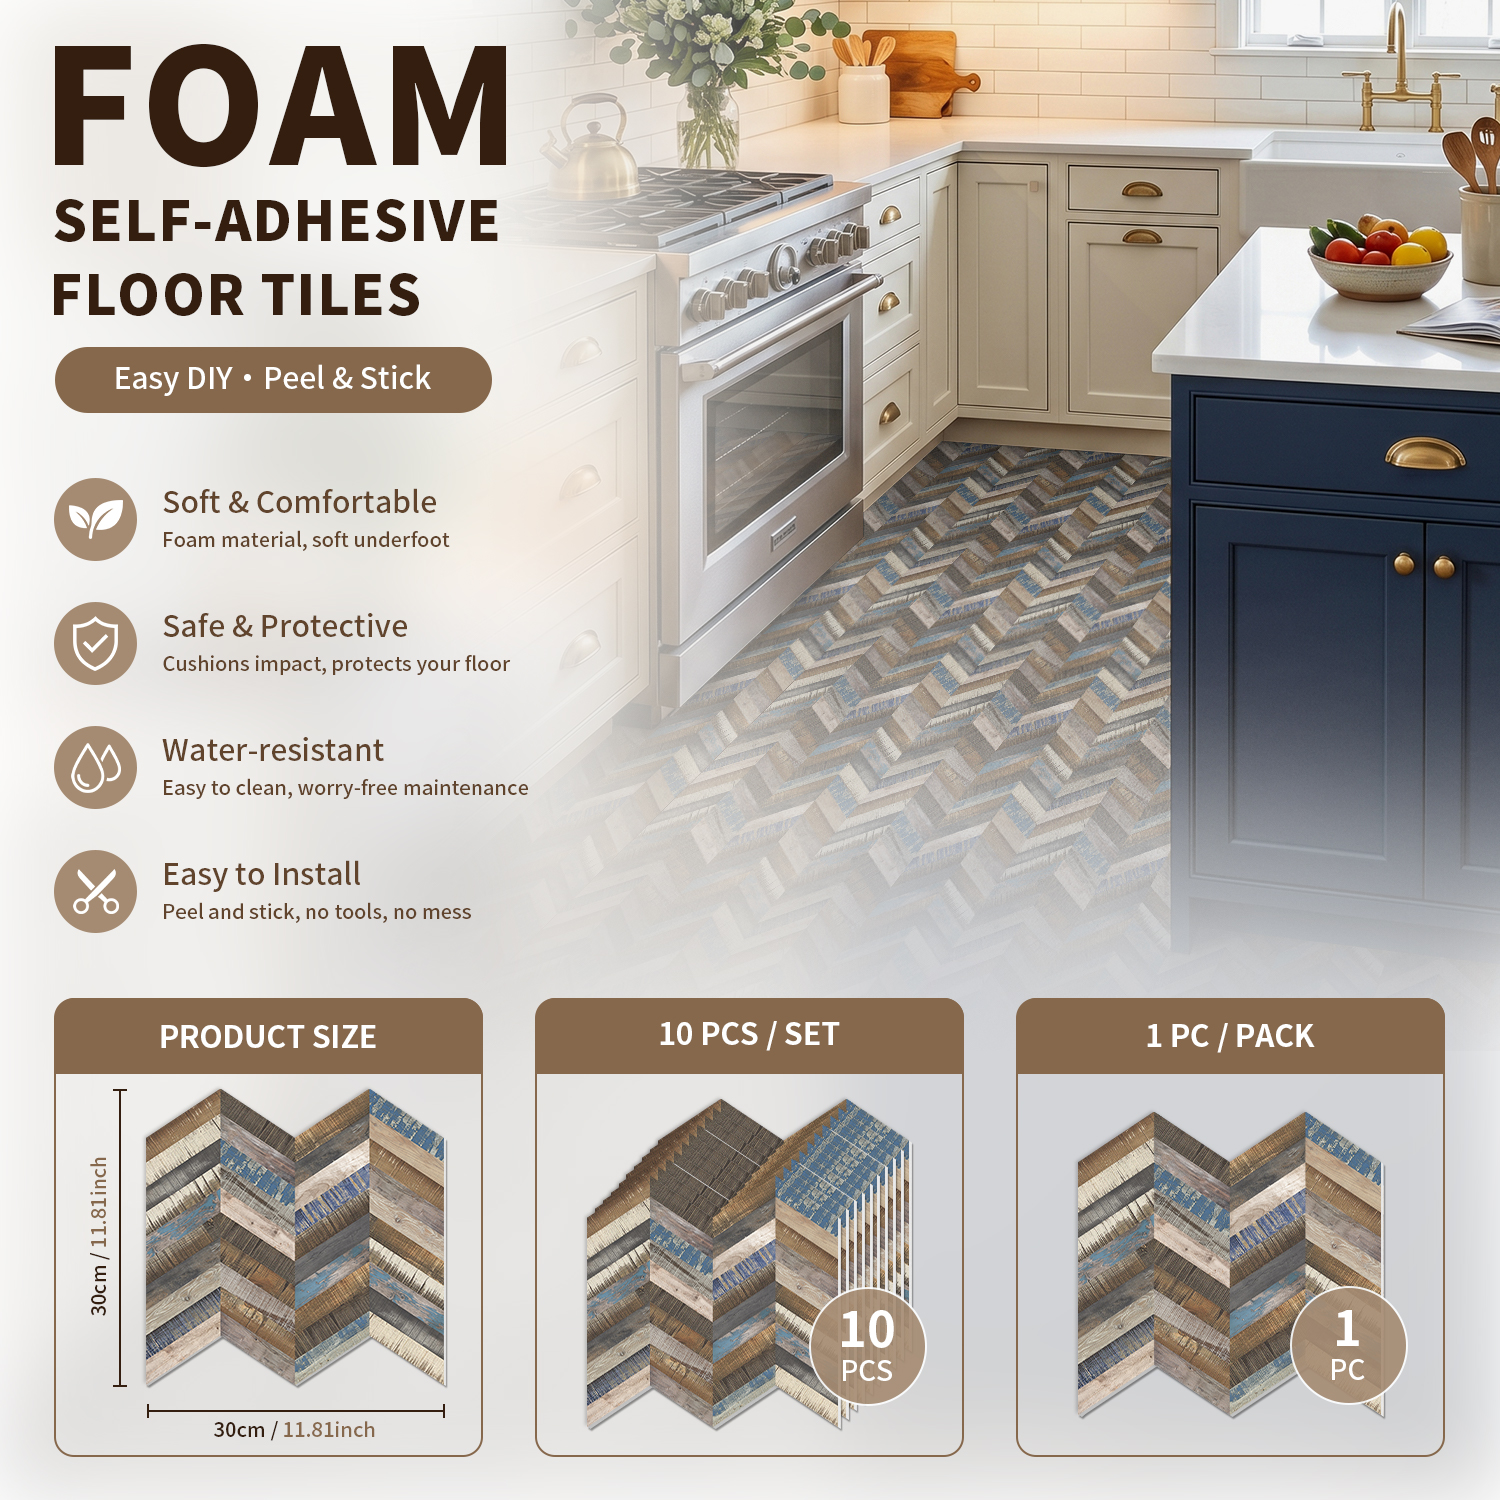 FOAM
SELF-ADHESIVE
FLOOR TILES
Easy DIY • Peel & Stick
Soft & Comfortable
Foam material, soft underfoot
Safe & Protective
Cushions impact, protects your floor
Water-resistant
Easy to clean, worry-free maintenance
Easy to Install
Peel and stick, no tools, no mess
PRODUCT SIZE
30cm / 11.81inch
30cm / 11.81inch
10 PCS / SET
10
PCS
1 PC / PACK
1
PC